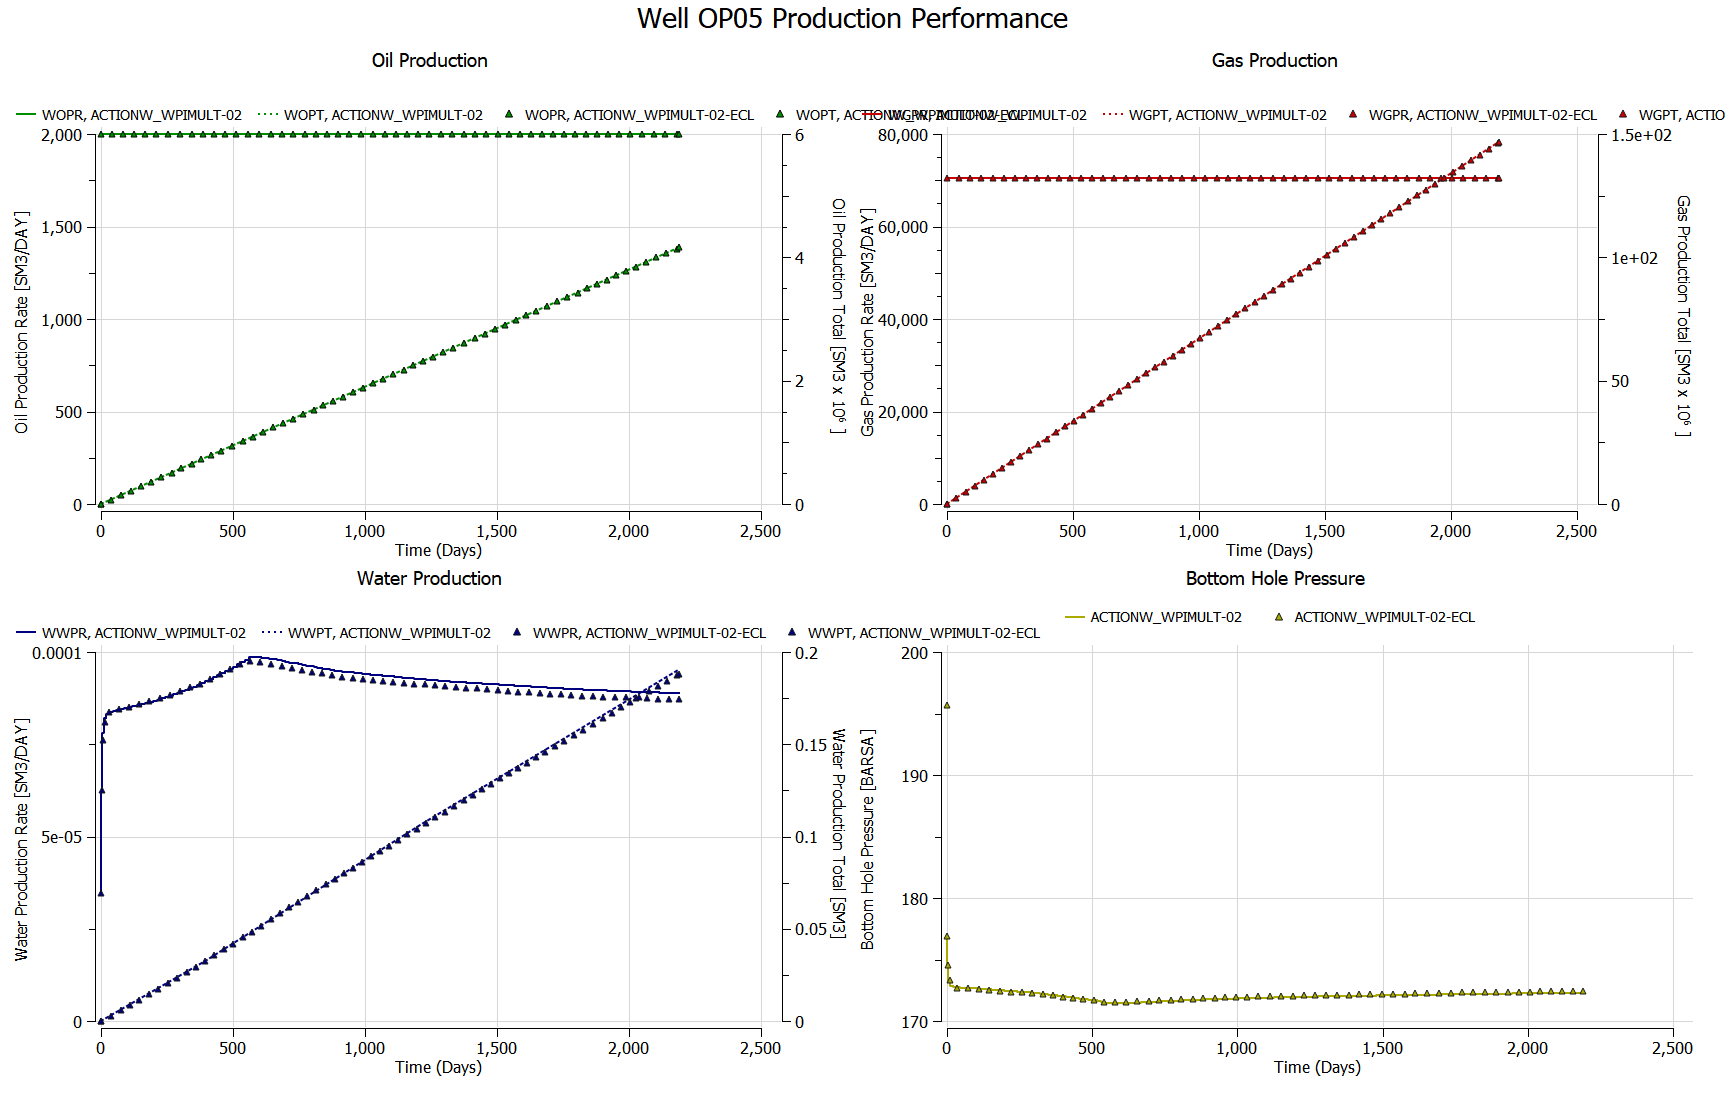 Well OP05 Production Performance
Oil Production
WOPR, ACTIONW_WPIMULT-02
WOPT, ACTIONW_WPIMULT-02
WOPR, ACTIONW_WPIMULT-02-ECL
WOPT, ACTIONW_WPIMULT-02-ECL
2,000
1,500
1,000
500
0
Oil Production Rate [SM3/DAY]
6
4
2
0
Oil Production Total [SM3 x 10⁶ ]
0 500 1,000 1,500 2,000 2,500
Time (Days)
Gas Production
WGPR, ACTIONW_WPIMULT-02
WGPT, ACTIONW_WPIMULT-02
WGPR, ACTIONW_WPIMULT-02-ECL
WGPT, ACTIO
80,000
60,000
40,000
20,000
0
Gas Production Rate [SM3/DAY]
1.5e+02
1e+02
50
0
Gas Production Total [SM3 x 10⁶ ]
0 500 1,000 1,500 2,000 2,500
Time (Days)
Water Production
WWPR, ACTIONW_WPIMULT-02
WWPT, ACTIONW_WPIMULT-02
WWPR, ACTIONW_WPIMULT-02-ECL
WWPT, ACTIONW_WPIMULT-02-ECL
0.0001
5e-05
0
Water Production Rate [SM3/DAY]
0.2
0.15
0.1
0.05
0
Water Production Total [SM3]
0 500 1,000 1,500 2,000 2,500
Time (Days)
Bottom Hole Pressure
ACTIONW_WPIMULT-02
ACTIONW_WPIMULT-02-ECL
200
190
180
170
Bottom Hole Pressure [BARSA]
0 500 1,000 1,500 2,000 2,500
Time (Days)